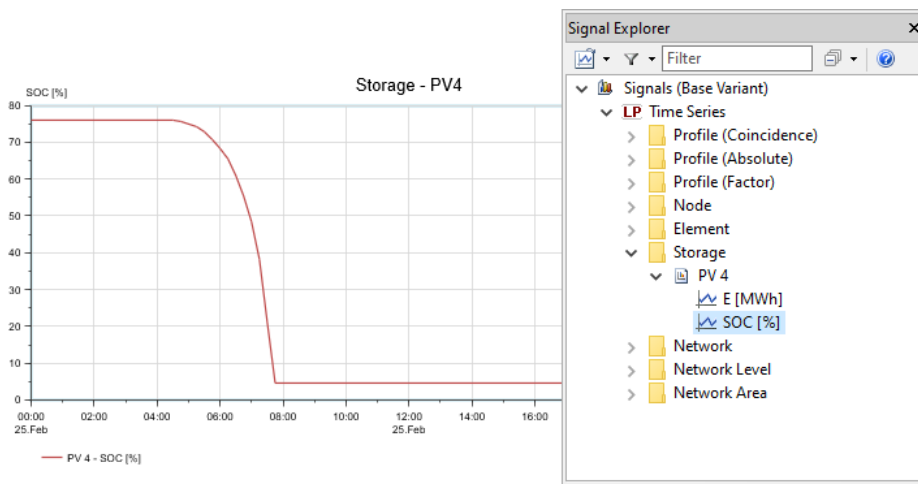 Storage - PV4
SOC [%]
80
70
60
50
40
30
20
10
0
00:00 02:00 04:00 06:00 08:00 10:00 12:00 14:00 16:00
25.Feb 25.Feb
PV 4 - SOC [%]
Signal Explorer
Filter
Signals (Base Variant)
LP Time Series
Profile (Coincidence)
Profile (Absolute)
Profile (Factor)
Node
Element
Storage
PV 4
E [MWh]
SOC [%]
Network
Network Level
Network Area